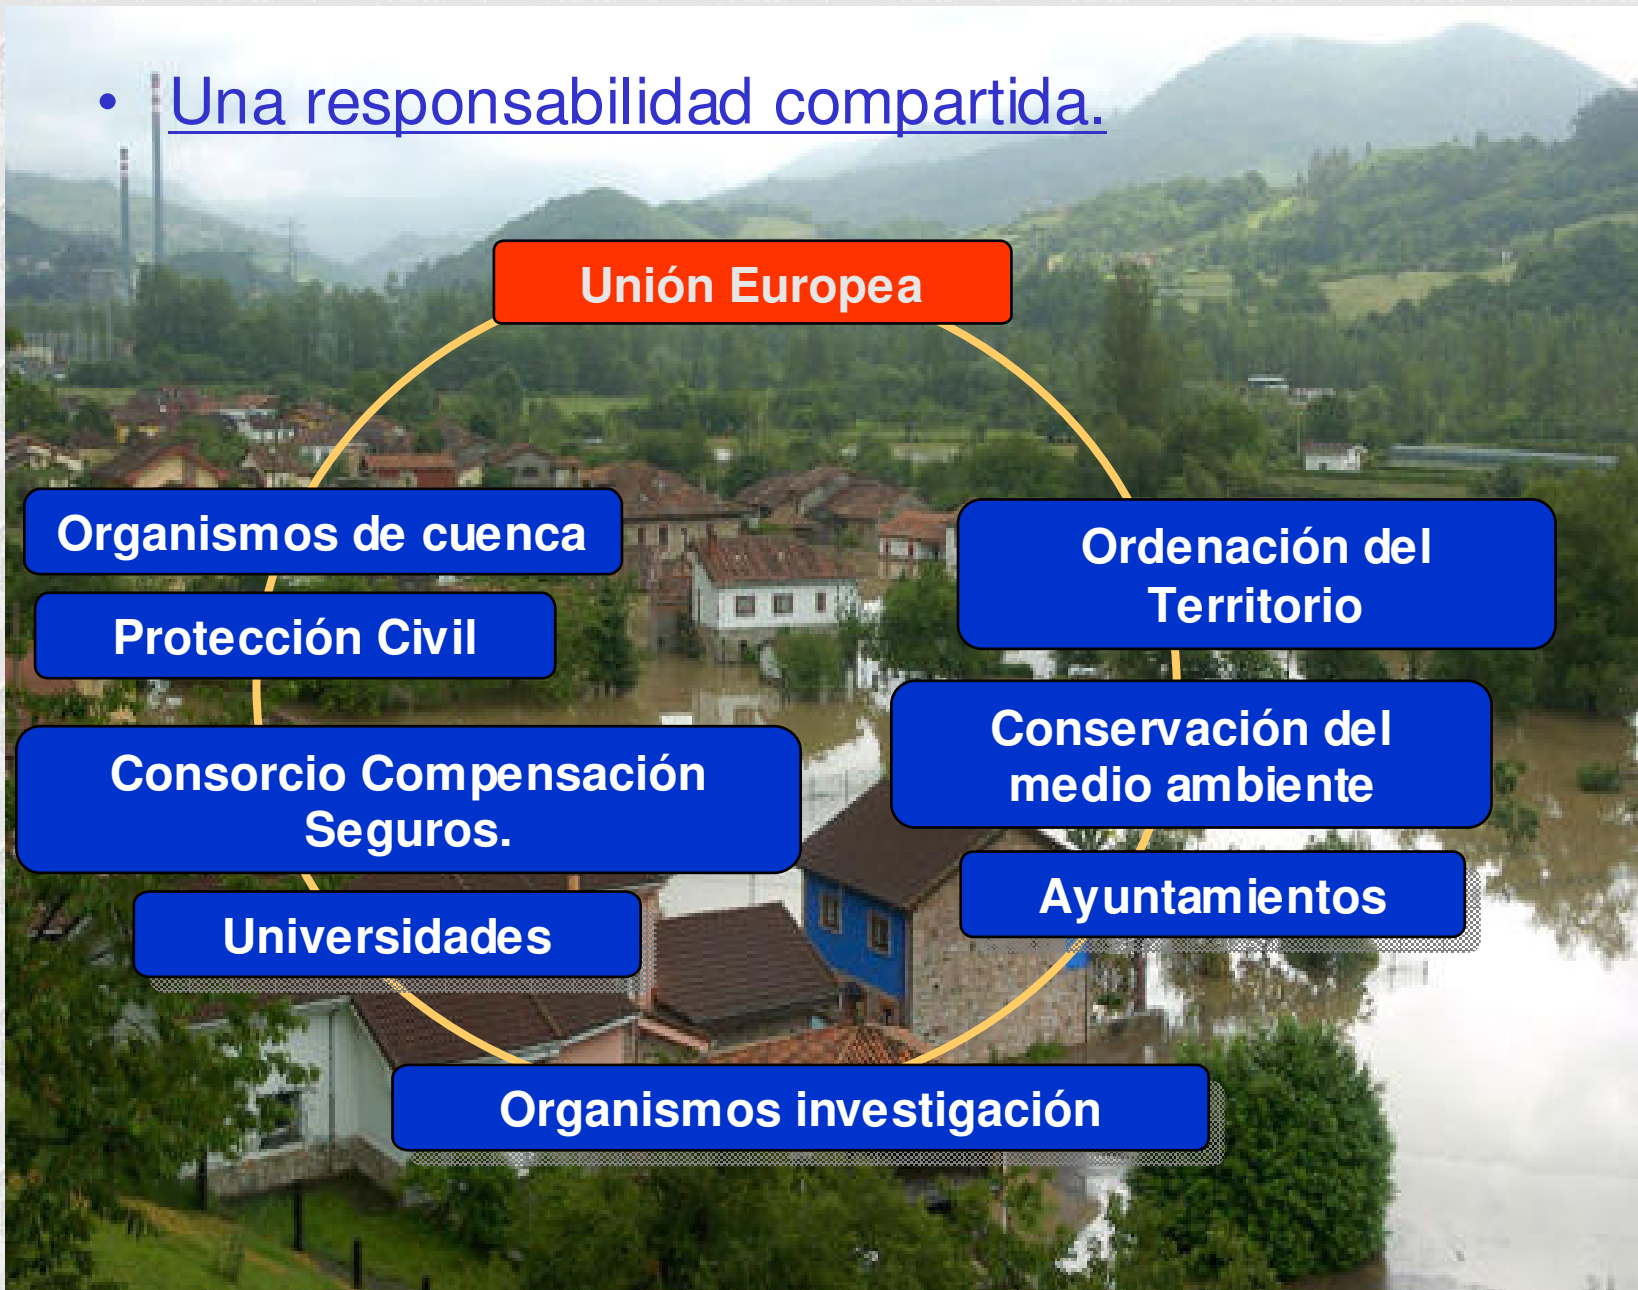 • Una responsabilidad compartida.
Unión Europea
Organismos de cuenca
Protección Civil
Consorcio Compensación
Seguros.
Universidades
Ordenación del
Territorio
Conservación del
medio ambiente
Ayuntamientos
Organismos investigación